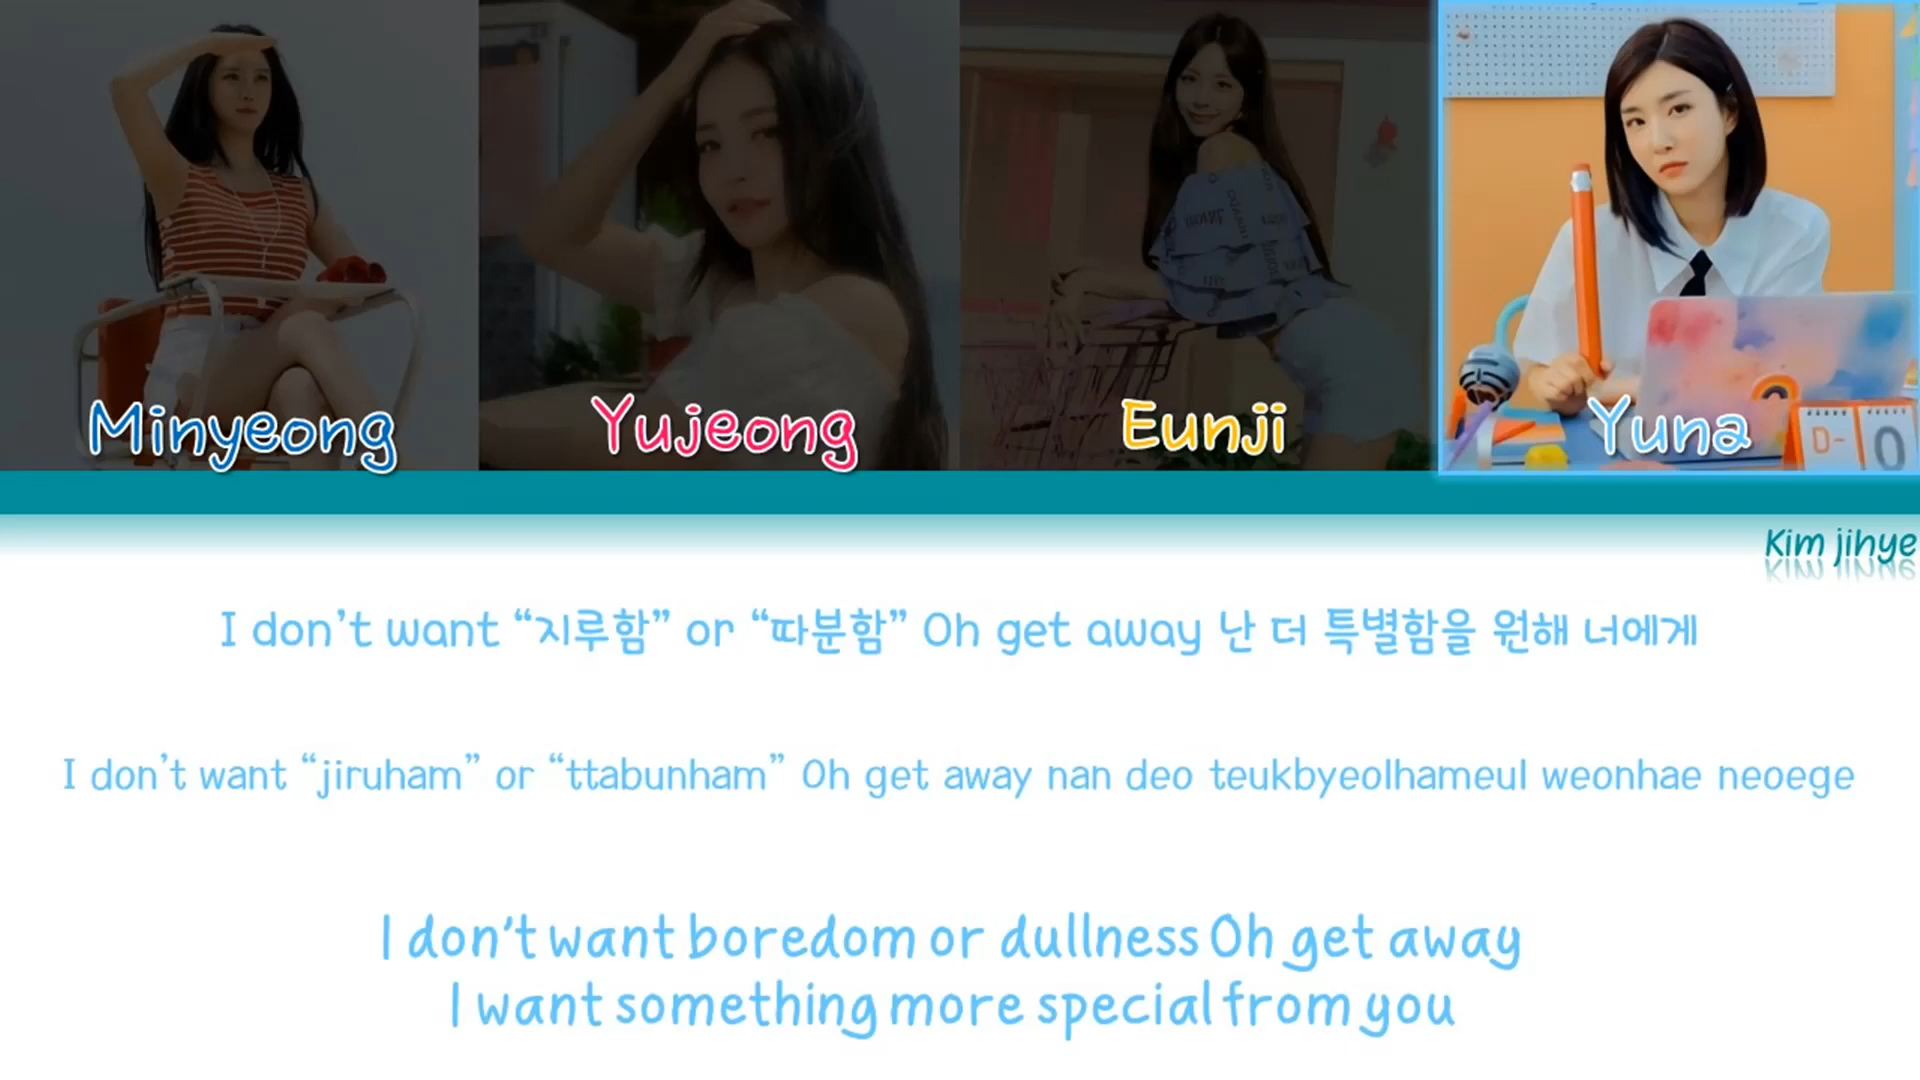 Minyeong
Yujeong
Eunji
Yuna
D-0
Kim jihye
I don’t want “지루함” or “따분함” Oh get away 난 더 특별함을 원해 너에게
I don’t want “jiruham” or “ttabunham” Oh get away nan deo teukbyeolhameul weonhae neoege
I don’t want boredom or dullness Oh get away
I want something more special from you